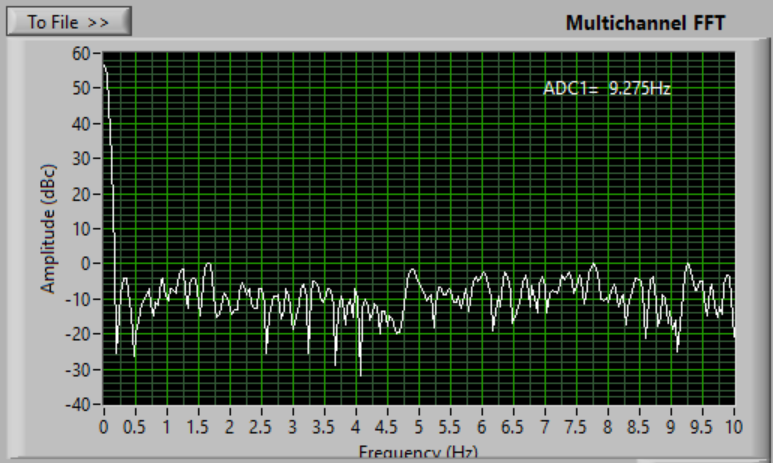 To File >>
Multichannel FFT
ADC1= 9.275Hz
Amplitude (dBc)
60
50
40
30
20
10
0
-10
-20
-30
-40
0 0.5 1 1.5 2 2.5 3 3.5 4 4.5 5 5.5 6 6.5 7 7.5 8 8.5 9 9.5 10
Frequency (Hz)